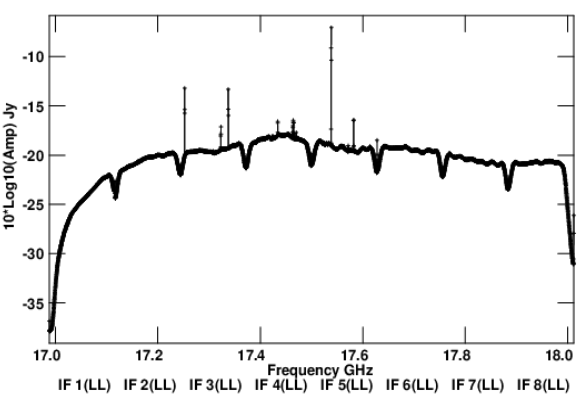 -10
-15
-20
-25
-30
-35
10*Log10(Amp) Jy
17.0 17.2 17.4 17.6 17.8 18.0
Frequency GHz
IF 1(LL) IF 2(LL) IF 3(LL) IF 4(LL) IF 5(LL) IF 6(LL) IF 7(LL) IF 8(LL)